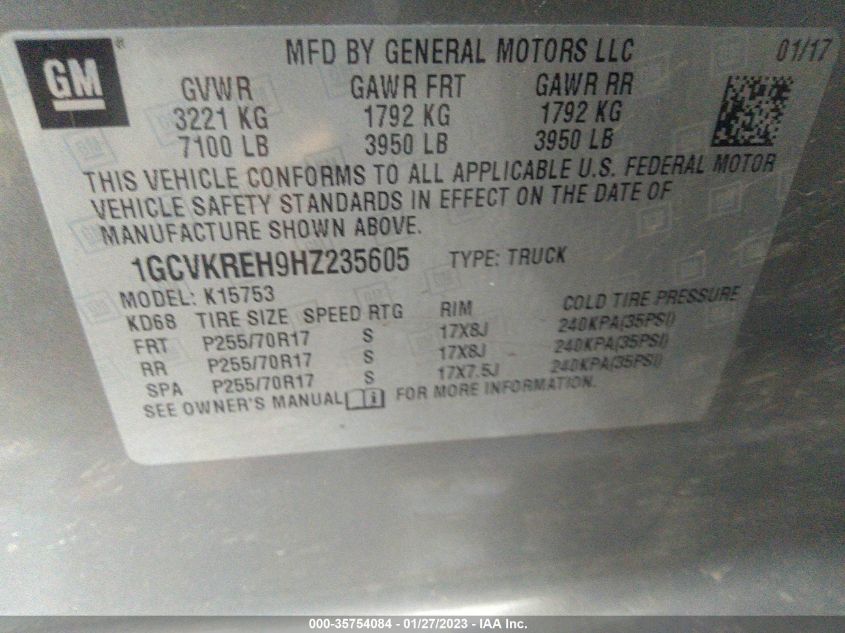 GM
MFD BY GENERAL MOTORS LLC 01/17
GVWR GAWR FRT GAWR RR
3221 KG 1792 KG 1792 KG
7100 LB 3950 LB 3950 LB
THIS VEHICLE CONFORMS TO ALL APPLICABLE U.S. FEDERAL MOTOR
VEHICLE SAFETY STANDARDS IN EFFECT ON THE DATE OF
MANUFACTURE SHOWN ABOVE.
1GCVKREH9HZ235605 TYPE: TRUCK
MODEL: K15753
KD68 TIRE SIZE SPEED RTG RIM COLD TIRE PRESSURE
FRT P255/70R17 S 17X8J 240KPA(35PSI)
RR P255/70R17 S 17X8J 240KPA(35PSI)
SPA P255/70R17 S 17X7.5J 240KPA(35PSI)
SEE OWNER'S MANUAL FOR MORE INFORMATION.
000-35754084 - 01/27/2023 - IAA Inc.